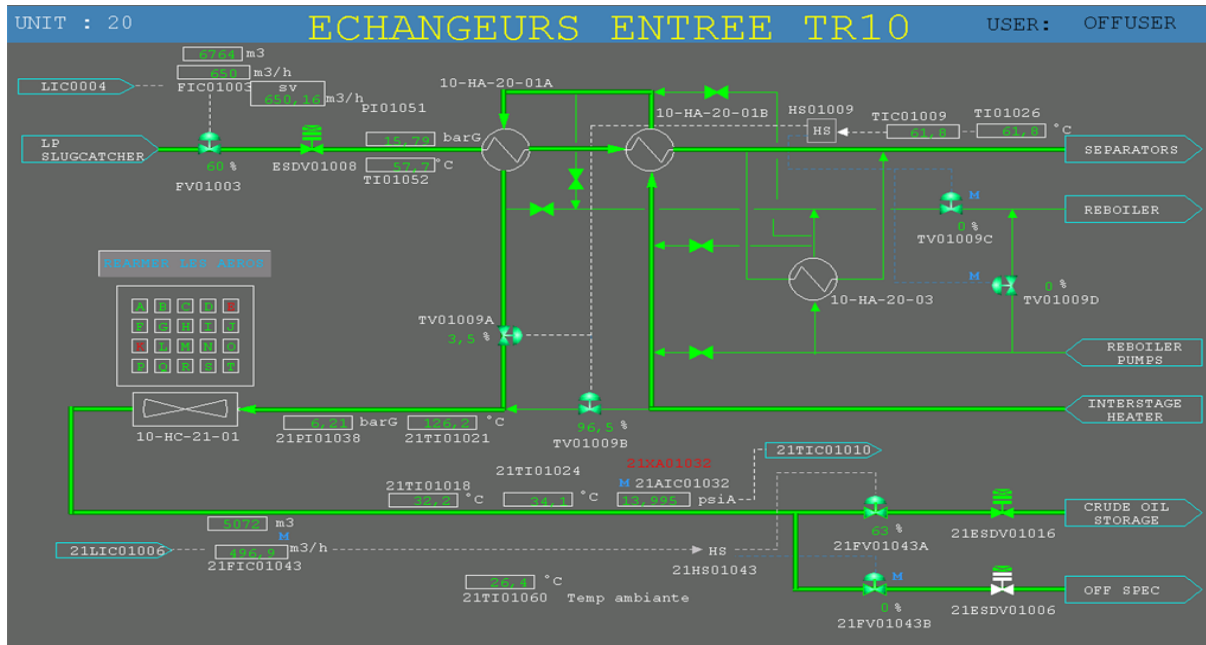 UNIT : 20
ECHANGEURS ENTREE TR10
USER: OFFUSER
6764 m3
650 m3/h
LIC0004
FIC01003
SV
650,16 m3/h
PI01051
10-HA-20-01A
10-HA-20-01B
HS01009
HS
TIC01009
61,8
TI01026
61,8 °C
LP
SLUGCATCHER
60 %
FV01003
ESDV01008
15,79 barG
57,7 °C
TI01052
SEPARATORS
M
REBOILER
0 %
TV01009C
REARMER LES AEROS
M
0 %
TV01009D
10-HA-20-03
A B C D E
F G H I J
K L M N O
P Q R S T
TV01009A
3,5 %
REBOILER
PUMPS
INTERSTAGE
HEATER
10-HC-21-01
6,21 barG
21PI01038
126,2 °C
21TI01021
96,5 %
TV01009B
21TIC01010
21XA01032
21TI01024
21TI01018
M 21AIC01032
32,2 °C
34,1 °C
13,995 psiA
CRUDE OIL
STORAGE
5072 m3
M
21LIC01006
496,9 m3/h
21FIC01043
HS
21HS01043
63 %
21FV01043A
21ESDV01016
26,4 °C
21TI01060 Temp ambiante
M
0 %
21FV01043B
21ESDV01006
OFF SPEC